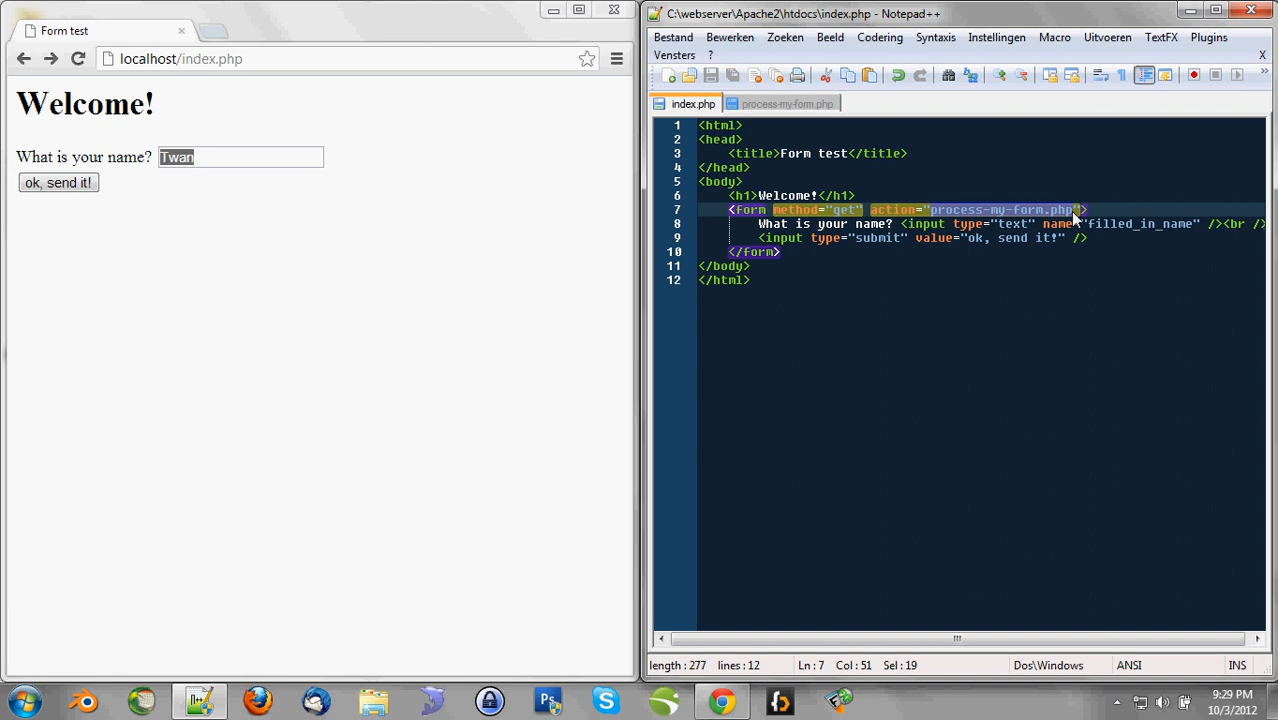 Form test
localhost/index.php
Welcome!
What is your name? Twan
ok, send it!
C:\webserver\Apache2\htdocs\index.php - Notepad++
Bestand Bewerken Zoeken Beeld Codering Syntaxis Instellingen Macro Uitvoeren TextFX Plugins
Vensters ? X
index.php process-my-form.php
1 <html>
2 <head>
3 <title>Form test</title>
4 </head>
5 <body>
6 <h1>Welcome!</h1>
7 <form method="get" action="process-my-form.php">
8 What is your name? <input type="text" name="filled_in_name" /><br />
9 <input type="submit" value="ok, send it!" />
10 </form>
11 </body>
12 </html>
length: 277 lines: 12 Ln: 7 Col: 51 Sel: 19 Dos\Windows ANSI INS
9:29 PM
10/3/2012